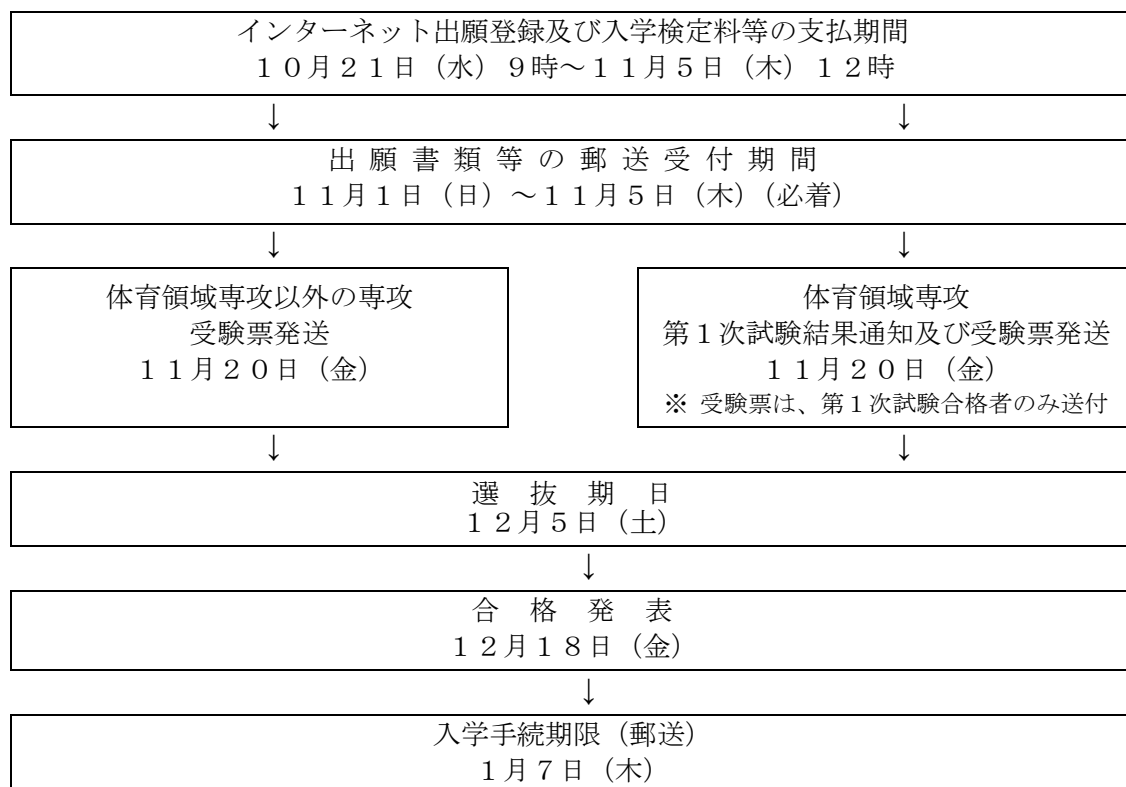 インターネット出願登録及び入学検定料等の支払期間
１０月２１日（水）９時～１１月５日（木）１２時
↓ ↓
出 願 書 類 等 の 郵 送 受 付 期 間
１１月１日（日）～１１月５日（木）（必着）
↓ ↓
体育領域専攻以外の専攻
受験票発送
１１月２０日（金）
体育領域専攻
第１次試験結果通知及び受験票発送
１１月２０日（金）
※ 受験票は、第１次試験合格者のみ送付
↓ ↓
選 抜 期 日
１２月５日（土）
↓
合 格 発 表
１２月１８日（金）
↓
入学手続期限（郵送）
１月７日（木）